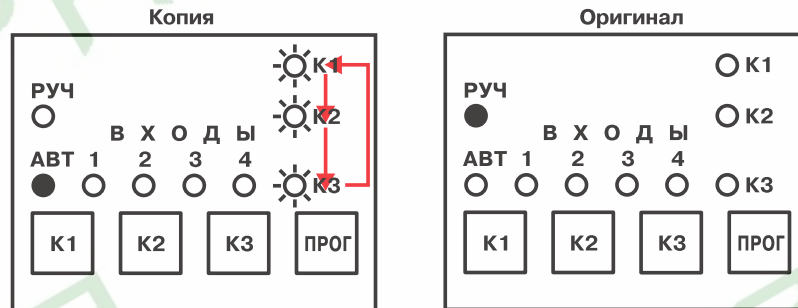 Копия
К1
РУЧ
К2
В Х О Д Ы
АВТ 1 2 3 4
К3
К1 К2 К3 ПРОГ
Оригинал
К1
РУЧ
К2
В Х О Д Ы
АВТ 1 2 3 4
К3
К1 К2 К3 ПРОГ